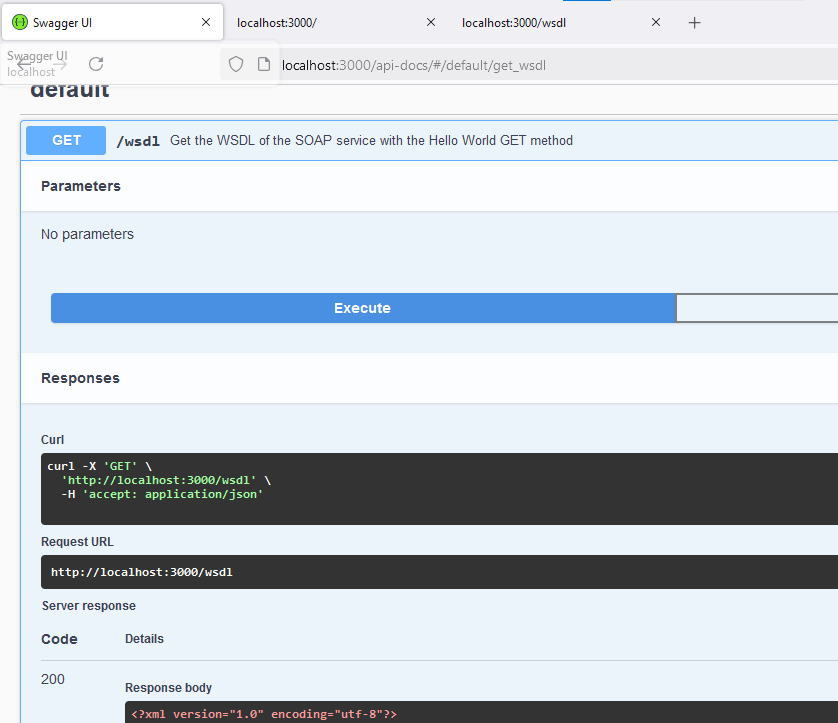 Swagger UI
localhost:3000/
localhost:3000/wsdl
Swagger UI
localhost
localhost:3000/api-docs/#/default/get_wsdl
default
GET /wsdl Get the WSDL of the SOAP service with the Hello World GET method
Parameters
No parameters
Execute
Responses
Curl
curl -X 'GET' \
'http://localhost:3000/wsdl' \
-H 'accept: application/json'
Request URL
http://localhost:3000/wsdl
Server response
Code Details
200
Response body
<?xml version="1.0" encoding="utf-8"?>